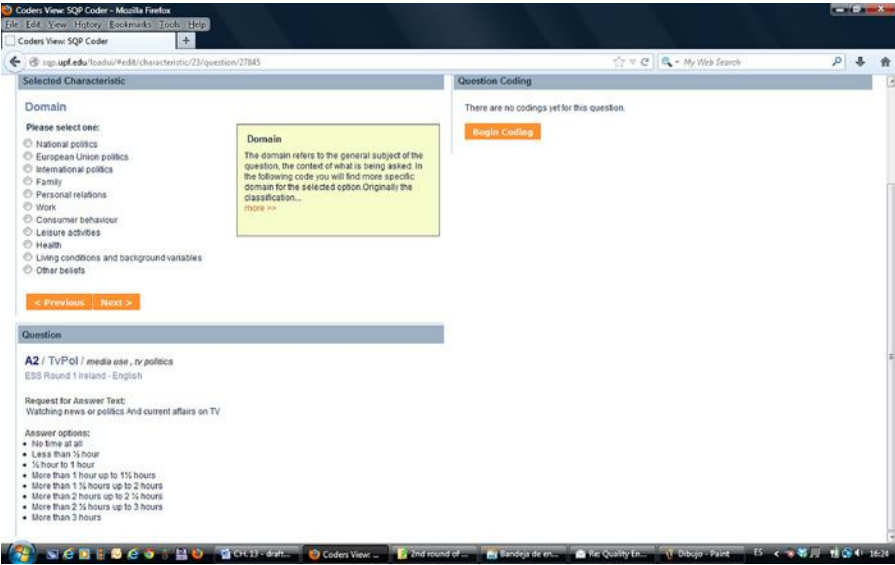 Coders View: SQP Coder - Mozilla Firefox
File Edit View History Bookmarks Tools Help
Coders View: SQP Coder +
sqp.upf.edu/loadui/#edit/characteristic/23/question/27845
My Web Search
Selected Characteristic
Domain
Please select one:
National politics
European Union politics
International politics
Family
Personal relations
Work
Consumer behaviour
Leisure activities
Health
Living conditions and background variables
Other beliefs
Domain
The domain refers to the general subject of the
question, the context of what is being asked. In
the following code you will find more specific
domain for the selected option.Originally the
classification...
more >>
< Previous Next >
Question Coding
There are no codings yet for this question.
Begin Coding
Question
A2 / TvPol / media use , tv politics
ESS Round 1 Ireland - English
Request for Answer Text:
Watching news or politics And current affairs on TV
Answer options:
• No time at all
• Less than ½ hour
• ½ hour to 1 hour
• More than 1 hour up to 1½ hours
• More than 1 ½ hours up to 2 hours
• More than 2 hours up to 2 ½ hours
• More than 2 ½ hours up to 3 hours
• More than 3 hours
CH.13 - draft... Coders View: ... 2nd round of ... Bandeja de en... Re: Quality En... Dibujo - Paint ES 16:24